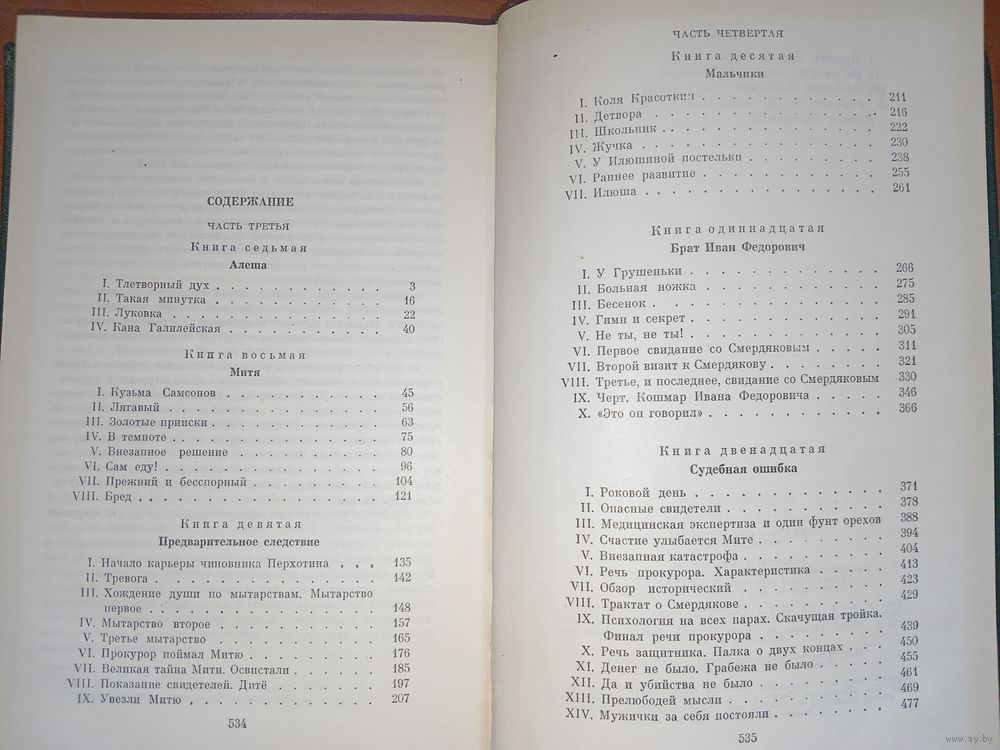 СОДЕРЖАНИЕ
ЧАСТЬ ТРЕТЬЯ
Книга седьмая
Алеша
I. Тлетворный дух . . . . . . . . . . . . 3
II. Такая минутка . . . . . . . . . . . . 16
III. Луковка . . . . . . . . . . . . 22
IV. Кана Галилейская . . . . . . . . . . . 40
Книга восьмая
Митя
I. Кузьма Самсонов . . . . . . . . . . . 45
II. Лягавый . . . . . . . . . . . . 56
III. Золотые прииски . . . . . . . . . . . 63
IV. В темноте . . . . . . . . . . . . 75
V. Внезапное решение . . . . . . . . . . 80
VI. Сам еду! . . . . . . . . . . . . 96
VII. Прежний и бесспорный . . . . . . . . . 104
VIII. Бред . . . . . . . . . . . . 121
Книга девятая
Предварительное следствие
I. Начало карьеры чиновника Перхотина . . . 135
II. Тревога . . . . . . . . . . . . 142
III. Хождение души по мытарствам. Мытарство
первое . . . . . . . . . . . . 148
IV. Мытарство второе . . . . . . . . . . . 157
V. Третье мытарство . . . . . . . . . . . 165
VI. Прокурор поймал Митю . . . . . . . . . 176
VII. Великая тайна Мити. Освистали . . . . . . 185
VIII. Показание свидетелей. Дитё . . . . . . . 197
IX. Увезли Митю . . . . . . . . . . . . 207
534
ЧАСТЬ ЧЕТВЕРТАЯ
Книга десятая
Мальчики
I. Коля Красоткин . . . . . . . . . . . . 211
II. Детвора . . . . . . . . . . . . 216
III. Школьник . . . . . . . . . . . . 222
IV. Жучка . . . . . . . . . . . . 230
V. У Илюшиной постельки . . . . . . . . . 238
VI. Раннее развитие . . . . . . . . . . . . 255
VII. Илюша . . . . . . . . . . . . 261
Книга одиннадцатая
Брат Иван Федорович
I. У Грушеньки . . . . . . . . . . . . 266
II. Больная ножка . . . . . . . . . . . . 275
III. Бесенок . . . . . . . . . . . . 285
IV. Гимн и секрет . . . . . . . . . . . . 291
V. Не ты, не ты! . . . . . . . . . . . . 305
VI. Первое свидание со Смердяковым . . . . . 311
VII. Второй визит к Смердякову . . . . . . . . 321
VIII. Третье, и последнее, свидание со Смердяковым 330
IX. Черт. Кошмар Ивана Федоровича . . . . . 346
X. «Это он говорил» . . . . . . . . . . . . 366
Книга двенадцатая
Судебная ошибка
I. Роковой день . . . . . . . . . . . . 371
II. Опасные свидетели . . . . . . . . . . . 378
III. Медицинская экспертиза и один фунт орехов 388
IV. Счастие улыбается Мите . . . . . . . . . 394
V. Внезапная катастрофа . . . . . . . . . . 404
VI. Речь прокурора. Характеристика . . . . . 413
VII. Обзор исторический . . . . . . . . . . 423
VIII. Трактат о Смердякове . . . . . . . . . . 429
IX. Психология на всех парах. Скачущая тройка.
Финал речи прокурора . . . . . . . . . 439
X. Речь защитника. Палка о двух концах . . . 450
XI. Денег не было. Грабежа не было . . . . . 455
XII. Да и убийства не было . . . . . . . . . 461
XIII. Прелюбодей мысли . . . . . . . . . . . 469
XIV. Мужички за себя постояли . . . . . . . . 477
535
www.ay.by